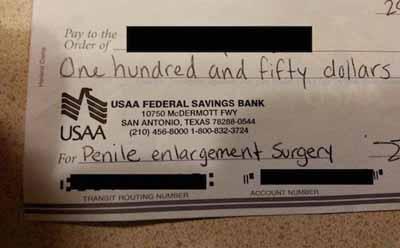 Pay to the
Order of
One hundred and fifty dollars
Harland Clarke
USAA FEDERAL SAVINGS BANK
10750 McDERMOTT FWY
SAN ANTONIO, TEXAS 78288-0544
(210) 456-8000 1-800-832-3724
USAA
For Penile enlargement Surgery
TRANSIT ROUTING NUMBER
ACCOUNT NUMBER